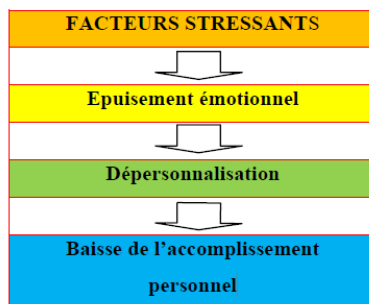 FACTEURS STRESSANTS
Epuisement émotionnel
Dépersonnalisation
Baisse de l’accomplissement
personnel